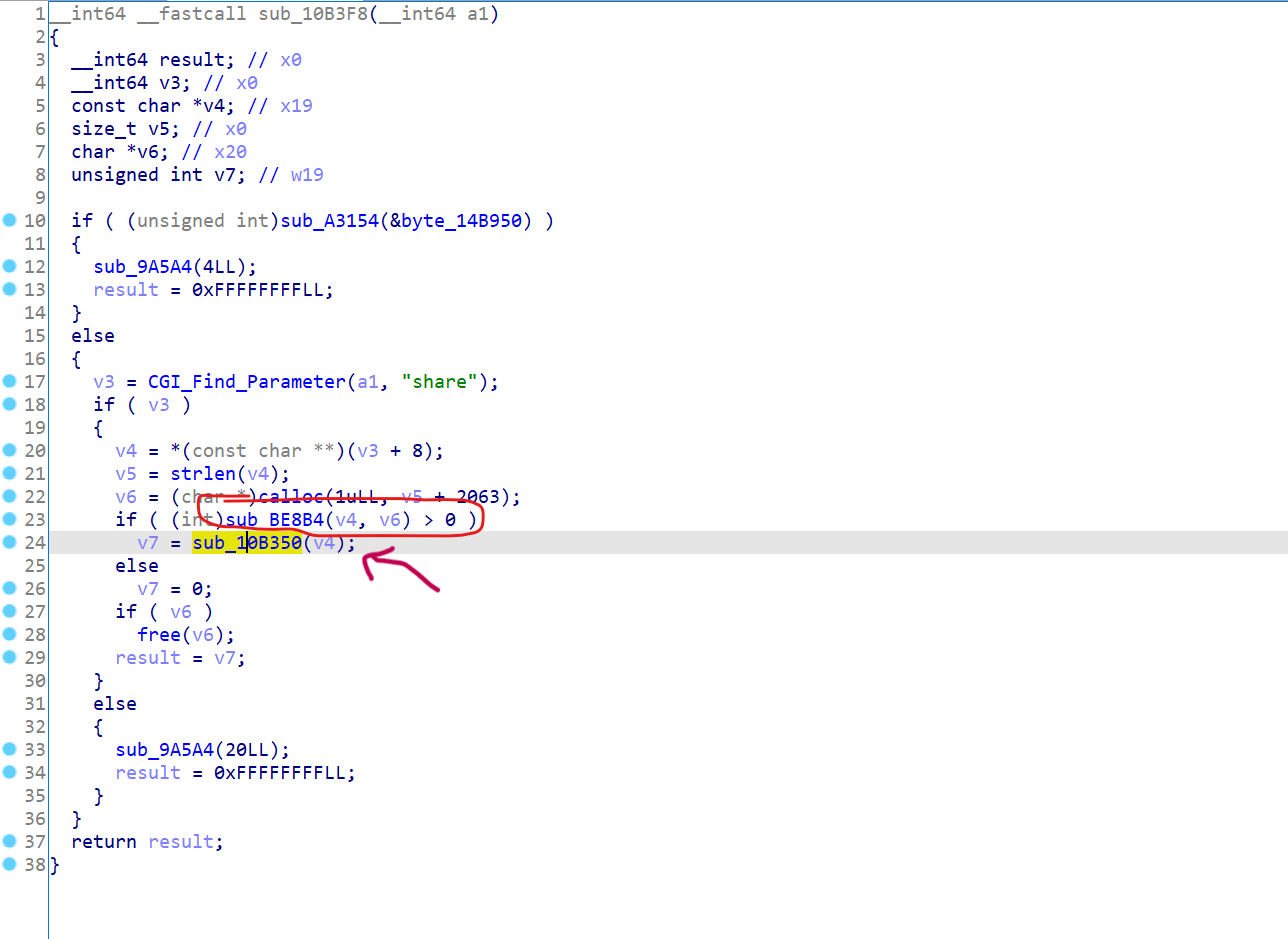 1 __int64 __fastcall sub_10B3F8(__int64 a1)
2 {
3   __int64 result; // x0
4   __int64 v3; // x0
5   const char *v4; // x19
6   size_t v5; // x0
7   char *v6; // x20
8   unsigned int v7; // w19
9
10   if ( (unsigned int)sub_A3154(&byte_14B950) )
11   {
12     sub_9A5A4(4LL);
13     result = 0xFFFFFFFFLL;
14   }
15   else
16   {
17     v3 = CGI_Find_Parameter(a1, "share");
18     if ( v3 )
19     {
20       v4 = *(const char **)(v3 + 8);
21       v5 = strlen(v4);
22       v6 = (char *)calloc(1uLL, v5 + 2063);
23       if ( (int)sub_BE8B4(v4, v6) > 0 )
24         v7 = sub_10B350(v4);
25       else
26         v7 = 0;
27       if ( v6 )
28         free(v6);
29       result = v7;
30     }
31     else
32     {
33       sub_9A5A4(20LL);
34       result = 0xFFFFFFFFLL;
35     }
36   }
37   return result;
38 }